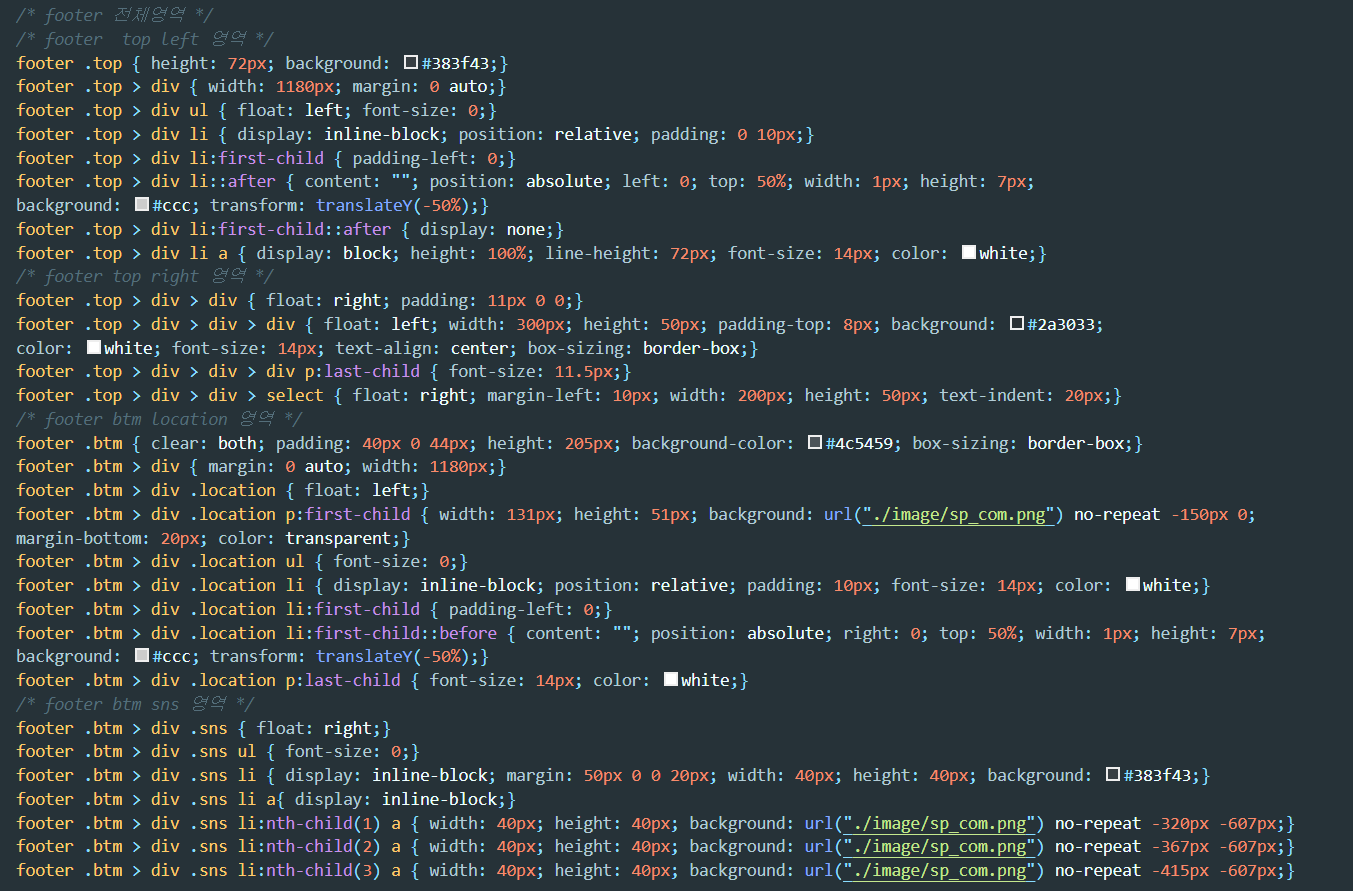 /* footer 전체영역 */
/* footer  top left 영역 */
footer .top { height: 72px; background: #383f43;}
footer .top > div { width: 1180px; margin: 0 auto;}
footer .top > div ul { float: left; font-size: 0;}
footer .top > div li { display: inline-block; position: relative; padding: 0 10px;}
footer .top > div li:first-child { padding-left: 0;}
footer .top > div li::after { content: ""; position: absolute; left: 0; top: 50%; width: 1px; height: 7px;
background: #ccc; transform: translateY(-50%);}
footer .top > div li:first-child::after { display: none;}
footer .top > div li a { display: block; height: 100%; line-height: 72px; font-size: 14px; color: white;}
/* footer top right 영역 */
footer .top > div > div { float: right; padding: 11px 0 0;}
footer .top > div > div > div { float: left; width: 300px; height: 50px; padding-top: 8px; background: #2a3033;
color: white; font-size: 14px; text-align: center; box-sizing: border-box;}
footer .top > div > div > div p:last-child { font-size: 11.5px;}
footer .top > div > div > select { float: right; margin-left: 10px; width: 200px; height: 50px; text-indent: 20px;}
/* footer btm location 영역 */
footer .btm { clear: both; padding: 40px 0 44px; height: 205px; background-color: #4c5459; box-sizing: border-box;}
footer .btm > div { margin: 0 auto; width: 1180px;}
footer .btm > div .location { float: left;}
footer .btm > div .location p:first-child { width: 131px; height: 51px; background: url("./image/sp_com.png") no-repeat -150px 0;
margin-bottom: 20px; color: transparent;}
footer .btm > div .location ul { font-size: 0;}
footer .btm > div .location li { display: inline-block; position: relative; padding: 10px; font-size: 14px; color: white;}
footer .btm > div .location li:first-child { padding-left: 0;}
footer .btm > div .location li:first-child::before { content: ""; position: absolute; right: 0; top: 50%; width: 1px; height: 7px;
background: #ccc; transform: translateY(-50%);}
footer .btm > div .location p:last-child { font-size: 14px; color: white;}
/* footer btm sns 영역 */
footer .btm > div .sns { float: right;}
footer .btm > div .sns ul { font-size: 0;}
footer .btm > div .sns li { display: inline-block; margin: 50px 0 0 20px; width: 40px; height: 40px; background: #383f43;}
footer .btm > div .sns li a{ display: inline-block;}
footer .btm > div .sns li:nth-child(1) a { width: 40px; height: 40px; background: url("./image/sp_com.png") no-repeat -320px -607px;}
footer .btm > div .sns li:nth-child(2) a { width: 40px; height: 40px; background: url("./image/sp_com.png") no-repeat -367px -607px;}
footer .btm > div .sns li:nth-child(3) a { width: 40px; height: 40px; background: url("./image/sp_com.png") no-repeat -415px -607px;}